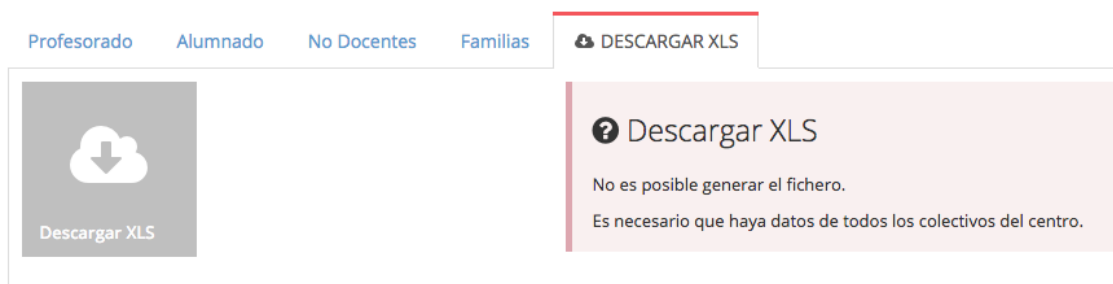 Profesorado Alumnado No Docentes Familias DESCARGAR XLS
Descargar XLS
No es posible generar el fichero.
Es necesario que haya datos de todos los colectivos del centro.
Descargar XLS